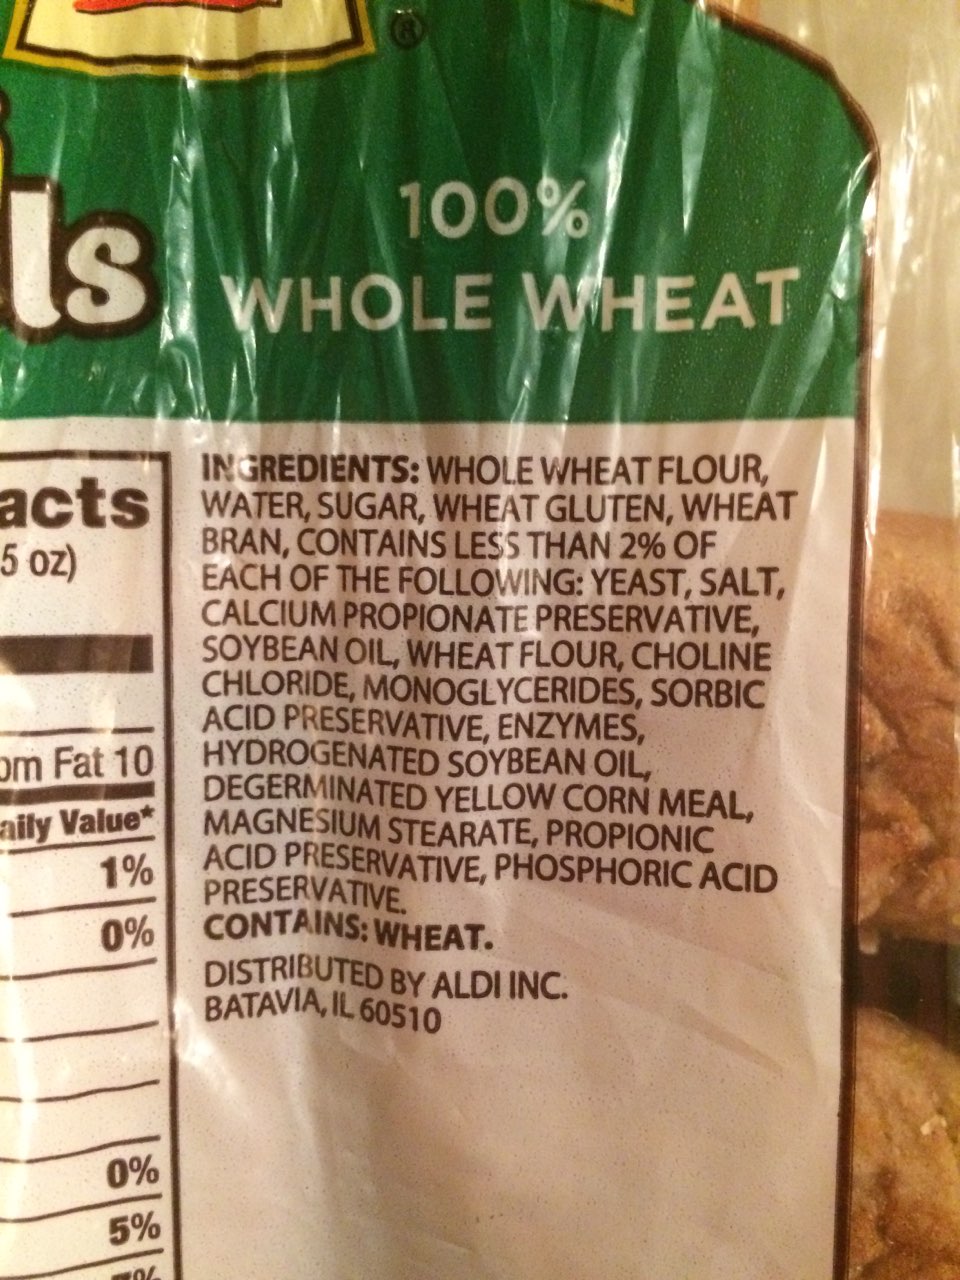 ®
ls
100%
WHOLE WHEAT
acts
5 oz)
om Fat 10
aily Value*
1%
0%
0%
5%
INGREDIENTS: WHOLE WHEAT FLOUR,
WATER, SUGAR, WHEAT GLUTEN, WHEAT
BRAN, CONTAINS LESS THAN 2% OF
EACH OF THE FOLLOWING: YEAST, SALT,
CALCIUM PROPIONATE PRESERVATIVE,
SOYBEAN OIL, WHEAT FLOUR, CHOLINE
CHLORIDE, MONOGLYCERIDES, SORBIC
ACID PRESERVATIVE, ENZYMES,
HYDROGENATED SOYBEAN OIL,
DEGERMINATED YELLOW CORN MEAL,
MAGNESIUM STEARATE, PROPIONIC
ACID PRESERVATIVE, PHOSPHORIC ACID
PRESERVATIVE.
CONTAINS: WHEAT.
DISTRIBUTED BY ALDI INC.
BATAVIA, IL 60510